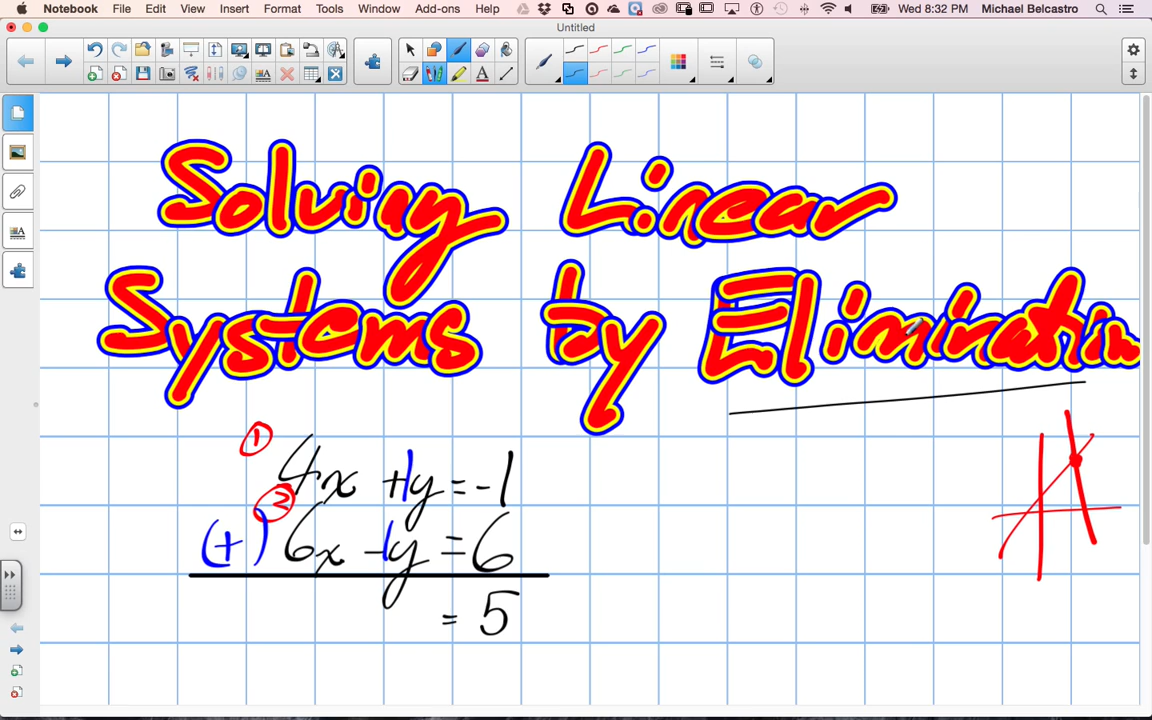 Notebook File Edit View Insert Format Tools Window Add-ons Help Wed 8:32 PM Michael Belcastro
Untitled
Solving Linear
Systems by Elimination
① 4x + 1y = -1
② (+) 6x - 1y = 6
= 5